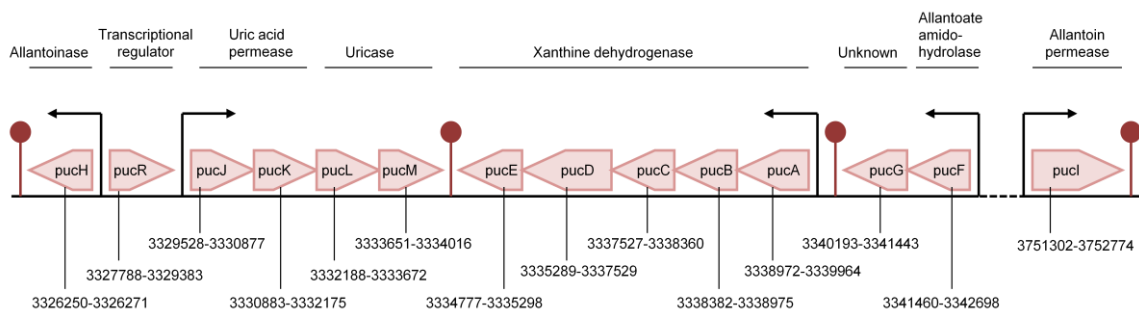 Allantoinase
Transcriptional
regulator
Uric acid
permease
Uricase
Xanthine dehydrogenase
Unknown
Allantoate
amido-
hydrolase
Allantoin
permease
pucH pucR pucJ pucK pucL pucM pucE pucD pucC pucB pucA pucG pucF pucI
3329528-3330877 3333651-3334016 3337527-3338360 3340193-3341443 3751302-3752774
3327788-3329383 3332188-3333672 3335289-3337529 3338972-3339964
3326250-3326271 3330883-3332175 3334777-3335298 3338382-3338975 3341460-3342698